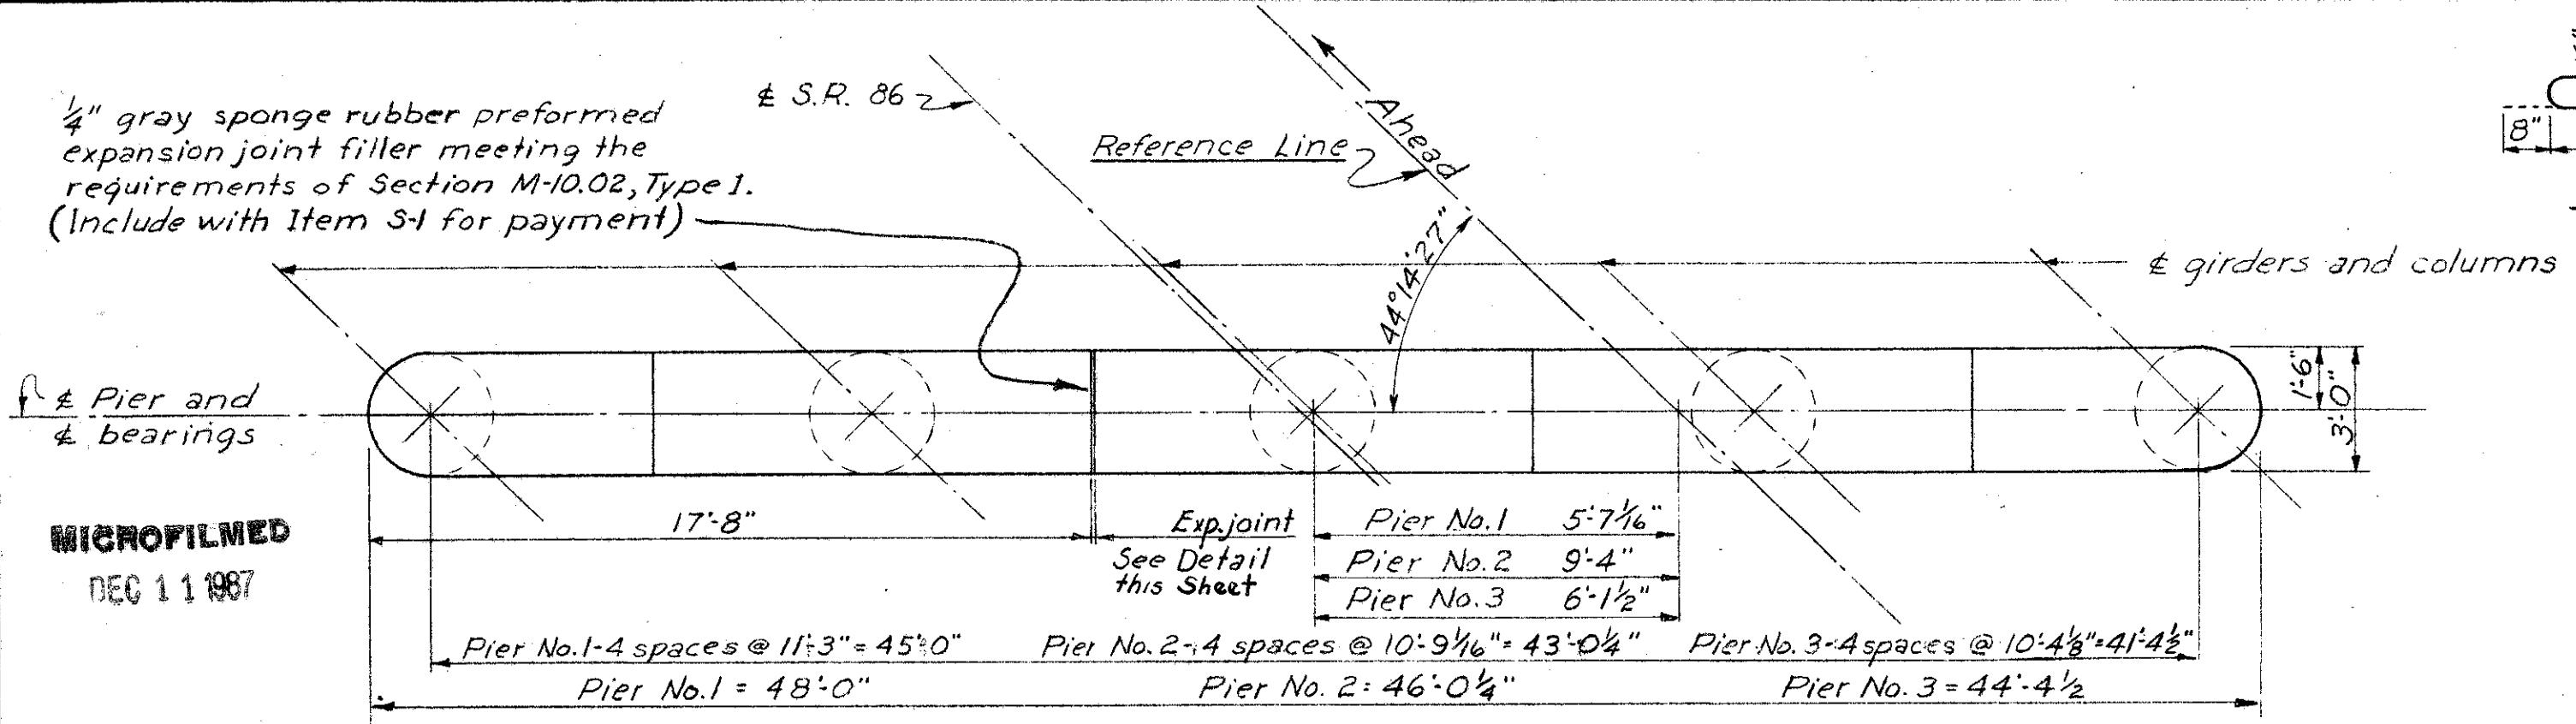 ¼" gray sponge rubber preformed
expansion joint filler meeting the
requirements of Section M-10.02, Type 1.
(Include with Item S-1 for payment)
℄ S.R. 86
Reference Line
Ahead
44°14'27"
8"
℄ girders and columns
℄ Pier and
℄ bearings
1'-6"
3'-0"
17'-8"
Exp. joint
See Detail
this Sheet
Pier No. 1 5'-7 1/16"
Pier No. 2 9'-4"
Pier No. 3 6'-1½"
MICROFILMED
DEC 11 1987
Pier No. 1-4 spaces @ 11'-3" = 45'-0"
Pier No. 2-4 spaces @ 10'-9 1/16" = 43'-0¼"
Pier No. 3-4 spaces @ 10'-4⅛" = 41'-4½"
Pier No. 1 = 48'-0"
Pier No. 2 = 46'-0¼"
Pier No. 3 = 44'-4½